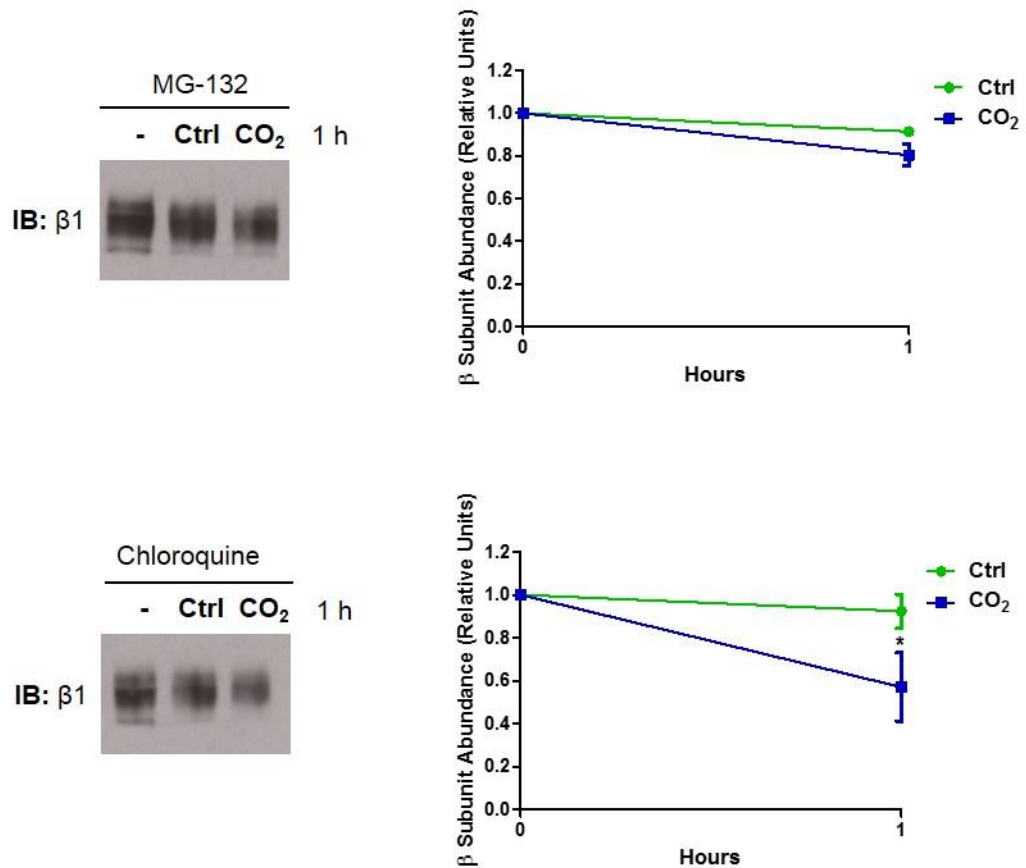 MG-132
- Ctrl CO₂ 1 h
IB: β1
β Subunit Abundance (Relative Units)
1.2
1.0
0.8
0.6
0.4
0.2
0.0
0 1
Hours
Ctrl
CO₂
Chloroquine
- Ctrl CO₂ 1 h
IB: β1
β Subunit Abundance (Relative Units)
1.2
1.0
0.8
0.6
0.4
0.2
0.0
*
0 1
Hours
Ctrl
CO₂